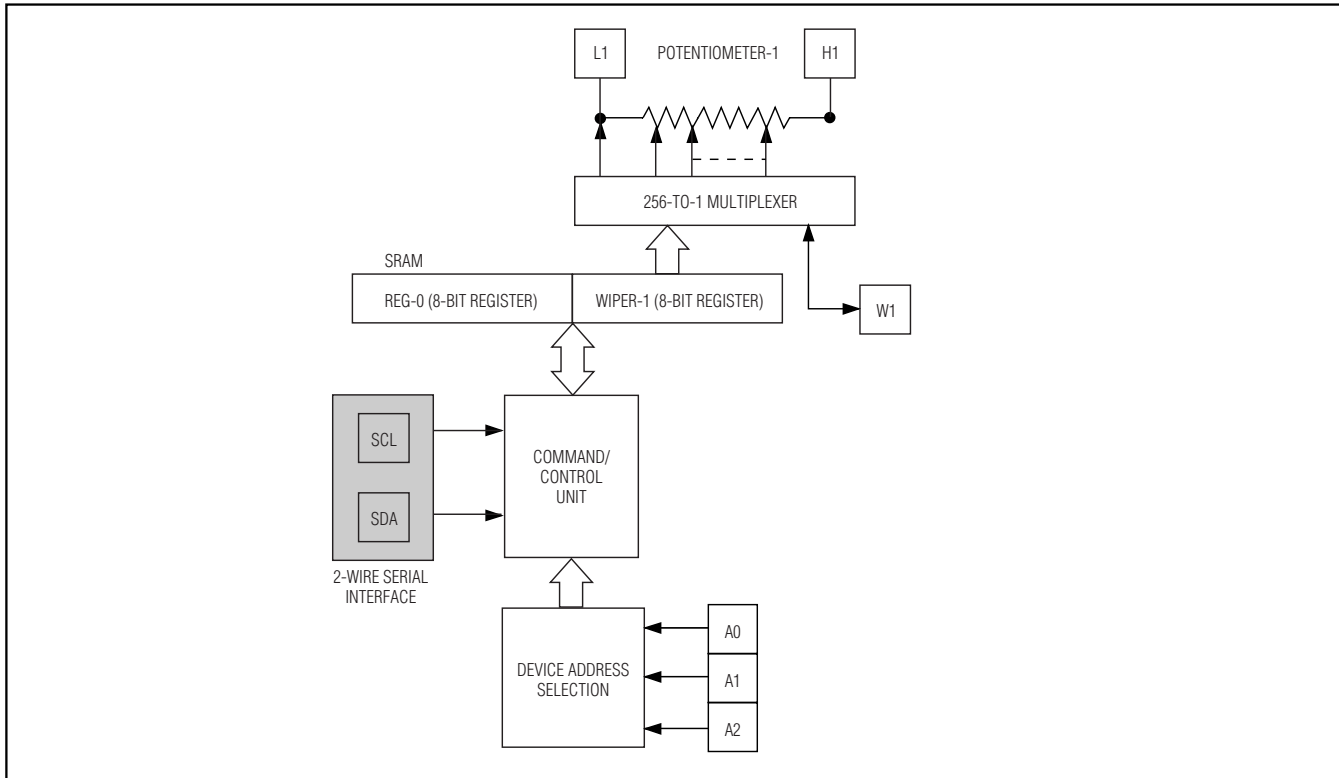 L1
POTENTIOMETER-1
H1
256-TO-1 MULTIPLEXER
SRAM
REG-0 (8-BIT REGISTER)
WIPER-1 (8-BIT REGISTER)
W1
SCL
SDA
2-WIRE SERIAL
INTERFACE
COMMAND/
CONTROL
UNIT
DEVICE ADDRESS
SELECTION
A0
A1
A2